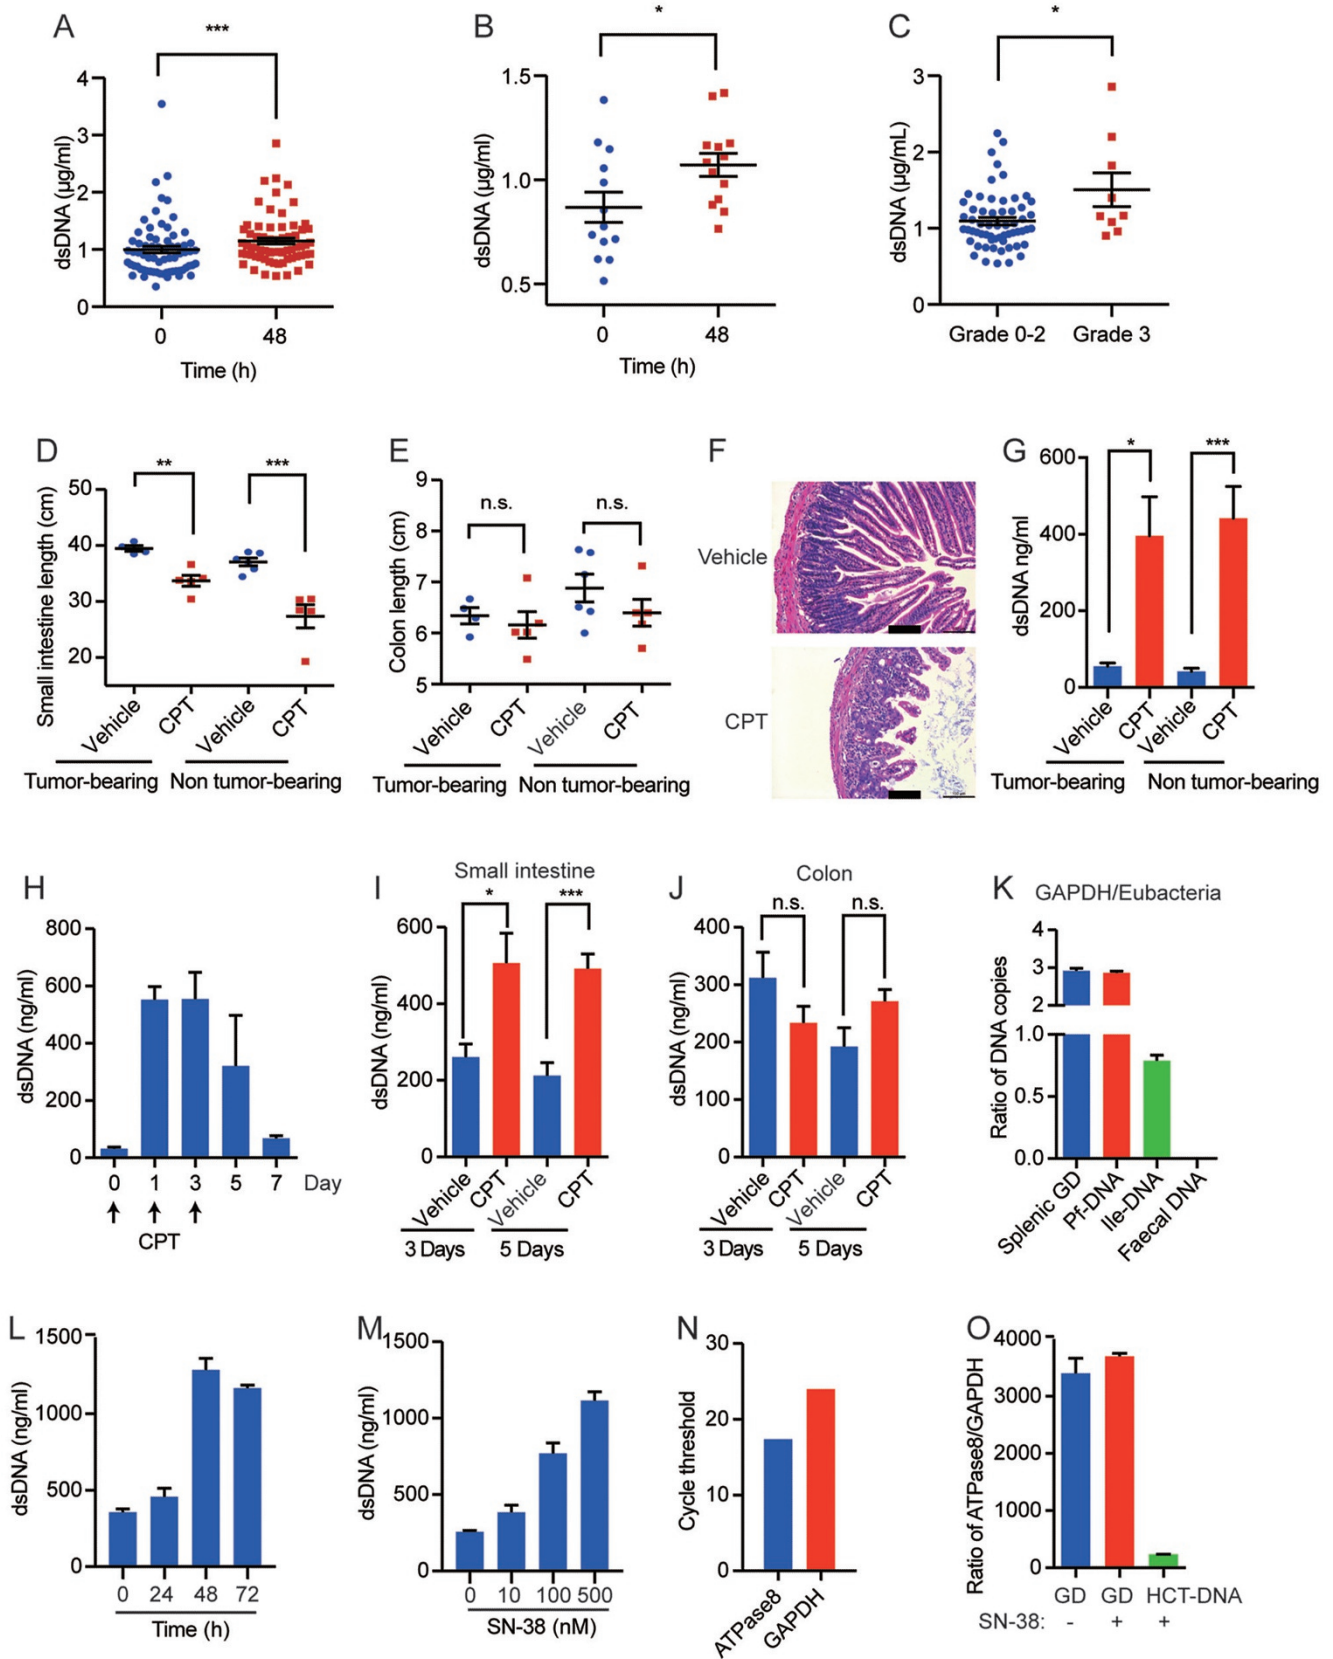 A
***
dsDNA (µg/ml)
4
3
2
1
0
0 48
Time (h)
B
*
dsDNA (µg/ml)
1.5
1.0
0.5
0 48
Time (h)
C
*
dsDNA (µg/mL)
3
2
1
0
Grade 0-2 Grade 3
D
** ***
Small intestine length (cm)
50
40
30
20
Vehicle CPT Vehicle CPT
Tumor-bearing Non tumor-bearing
E
n.s. n.s.
Colon length (cm)
9
8
7
6
5
Vehicle CPT Vehicle CPT
Tumor-bearing Non tumor-bearing
F
Vehicle
CPT
G
* ***
dsDNA ng/ml
600
400
200
0
Vehicle CPT Vehicle CPT
Tumor-bearing Non tumor-bearing
H
dsDNA (ng/ml)
800
600
400
200
0
0 1 3 5 7 Day
CPT
I
Small intestine
* ***
dsDNA (ng/ml)
600
400
200
0
Vehicle CPT Vehicle CPT
3 Days 5 Days
J
Colon
n.s. n.s.
dsDNA (ng/ml)
400
300
200
100
0
Vehicle CPT Vehicle CPT
3 Days 5 Days
K
GAPDH/Eubacteria
Ratio of DNA copies
4
3
2
1.0
0.5
0.0
Splenic GD Pf-DNA Ile-DNA Faecal DNA
L
dsDNA (ng/ml)
1500
1000
500
0
0 24 48 72
Time (h)
M
dsDNA (ng/ml)
1500
1000
500
0
0 10 100 500
SN-38 (nM)
N
Cycle threshold
30
20
10
0
ATPase8 GAPDH
O
Ratio of ATPase8/GAPDH
4000
3000
2000
1000
0
GD GD HCT-DNA
SN-38: - + +